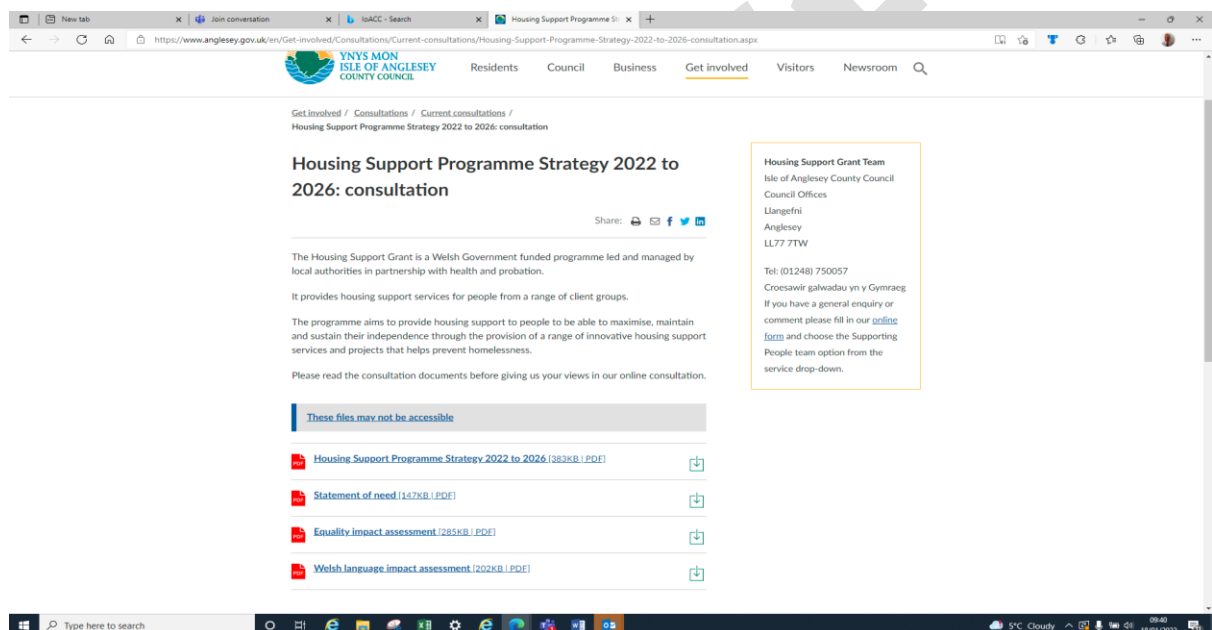 New tab
Join conversation
IoACC - Search
Housing Support Programme St
https://www.anglesey.gov.uk/en/Get-involved/Consultations/Current-consultations/Housing-Support-Programme-Strategy-2022-to-2026-consultation.aspx
YNYS MON
ISLE OF ANGLESEY
COUNTY COUNCIL
Residents Council Business Get involved Visitors Newsroom
Get involved / Consultations / Current consultations /
Housing Support Programme Strategy 2022 to 2026: consultation
Housing Support Programme Strategy 2022 to
2026: consultation
Share:
The Housing Support Grant is a Welsh Government funded programme led and managed by
local authorities in partnership with health and probation.
It provides housing support services for people from a range of client groups.
The programme aims to provide housing support to people to be able to maximise, maintain
and sustain their independence through the provision of a range of innovative housing support
services and projects that helps prevent homelessness.
Please read the consultation documents before giving us your views in our online consultation.
These files may not be accessible
PDF Housing Support Programme Strategy 2022 to 2026 [383KB | PDF]
PDF Statement of need [147KB | PDF]
PDF Equality impact assessment [285KB | PDF]
PDF Welsh language impact assessment [202KB | PDF]
Housing Support Grant Team
Isle of Anglesey County Council
Council Offices
Llangefni
Anglesey
LL77 7TW
Tel: (01248) 750057
Croesawir galwadau yn y Gymraeg
If you have a general enquiry or
comment please fill in our online
form and choose the Supporting
People team option from the
service drop-down.
Type here to search
5°C Cloudy
09:40